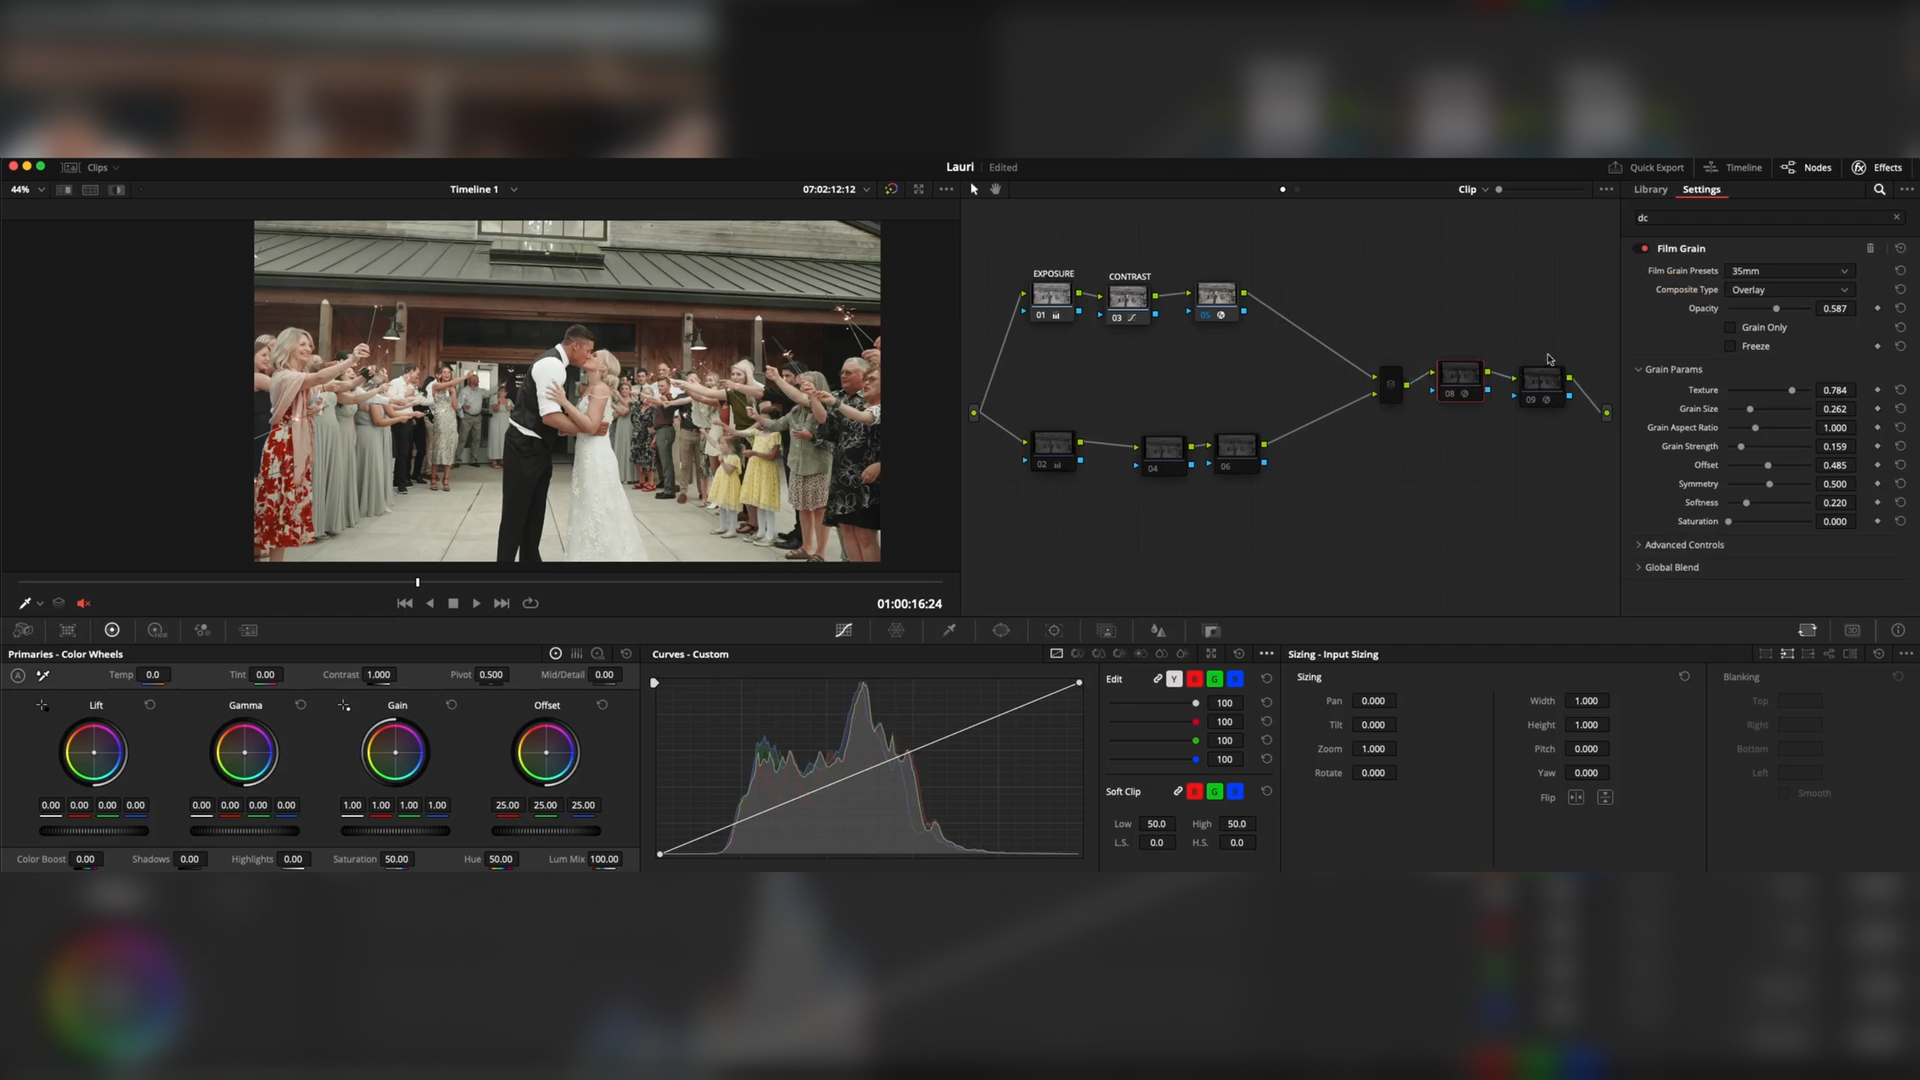 Clips
Lauri
Edited
Quick Export
Timeline
Nodes
Effects
44%
Timeline 1
07:02:12:12
Clip
Library
Settings
dc
EXPOSURE
CONTRAST
01
03
05
08
09
02
04
06
Film Grain
Film Grain Presets 35mm
Composite Type Overlay
Opacity 0.587
Grain Only
Freeze
Grain Params
Texture 0.784
Grain Size 0.262
Grain Aspect Ratio 1.000
Grain Strength 0.159
Offset 0.485
Symmetry 0.500
Softness 0.220
Saturation 0.000
Advanced Controls
Global Blend
01:00:16:24
Primaries - Color Wheels
Temp 0.0 Tint 0.00 Contrast 1.000 Pivot 0.500 Mid/Detail 0.00
Lift Gamma Gain Offset
0.00 0.00 0.00 0.00 0.00 0.00 0.00 0.00 1.00 1.00 1.00 1.00 25.00 25.00 25.00
Color Boost 0.00 Shadows 0.00 Highlights 0.00 Saturation 50.00 Hue 50.00 Lum Mix 100.00
Curves - Custom
Edit Y R G B
100
100
100
100
Soft Clip R G B
Low 50.0 High 50.0
L.S. 0.0 H.S. 0.0
Sizing - Input Sizing
Sizing
Pan 0.000 Width 1.000
Tilt 0.000 Height 1.000
Zoom 1.000 Pitch 0.000
Rotate 0.000 Yaw 0.000
Flip
Blanking
Top
Right
Bottom
Left
Smooth